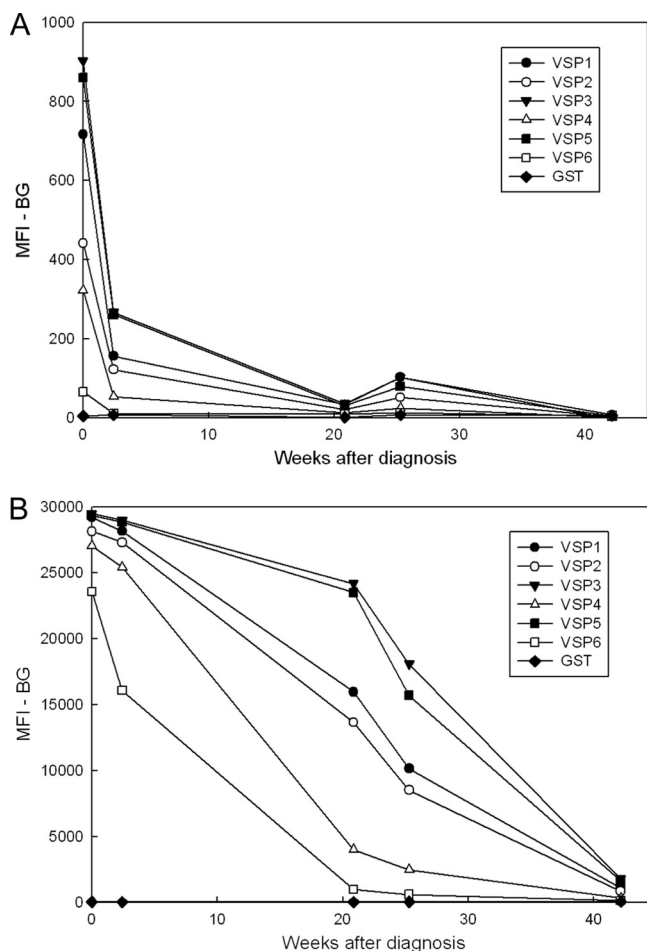 A
1000
800
600
400
200
0
MFI - BG
VSP1
VSP2
VSP3
VSP4
VSP5
VSP6
GST
0 10 20 30 40
Weeks after diagnosis
B
30000
25000
20000
15000
10000
5000
0
MFI - BG
VSP1
VSP2
VSP3
VSP4
VSP5
VSP6
GST
0 10 20 30 40
Weeks after diagnosis